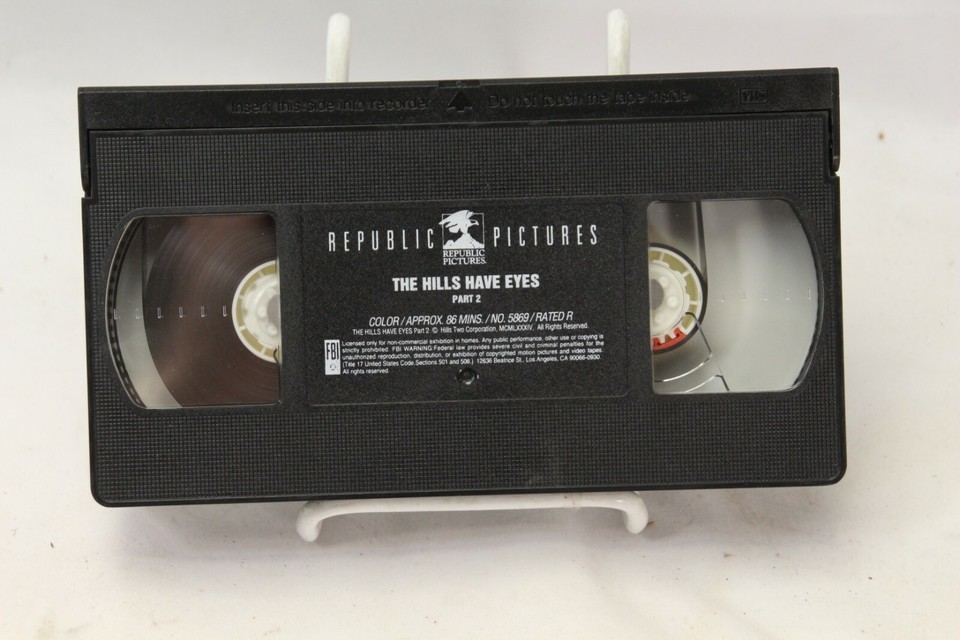 Insert this side into recorder Do not touch the tape inside VHS
REPUBLIC PICTURES
REPUBLIC
PICTURES
THE HILLS HAVE EYES
PART 2
COLOR / APPROX. 86 MINS. / NO. 5869 / RATED R
THE HILLS HAVE EYES Part 2 © Hills Two Corporation, MCMLXXXIV, All Rights Reserved.
FBI
Licensed only for non-commercial exhibition in homes. Any public performance, other use or copying is
strictly prohibited. FBI WARNING: Federal law provides severe civil and criminal penalties for the
unauthorized reproduction, distribution, or exhibition of copyrighted motion pictures and video tapes.
(Title 17 United States Code, Sections 501 and 506.) 12636 Beatrice St., Los Angeles, CA 90066-0930.
All rights reserved.